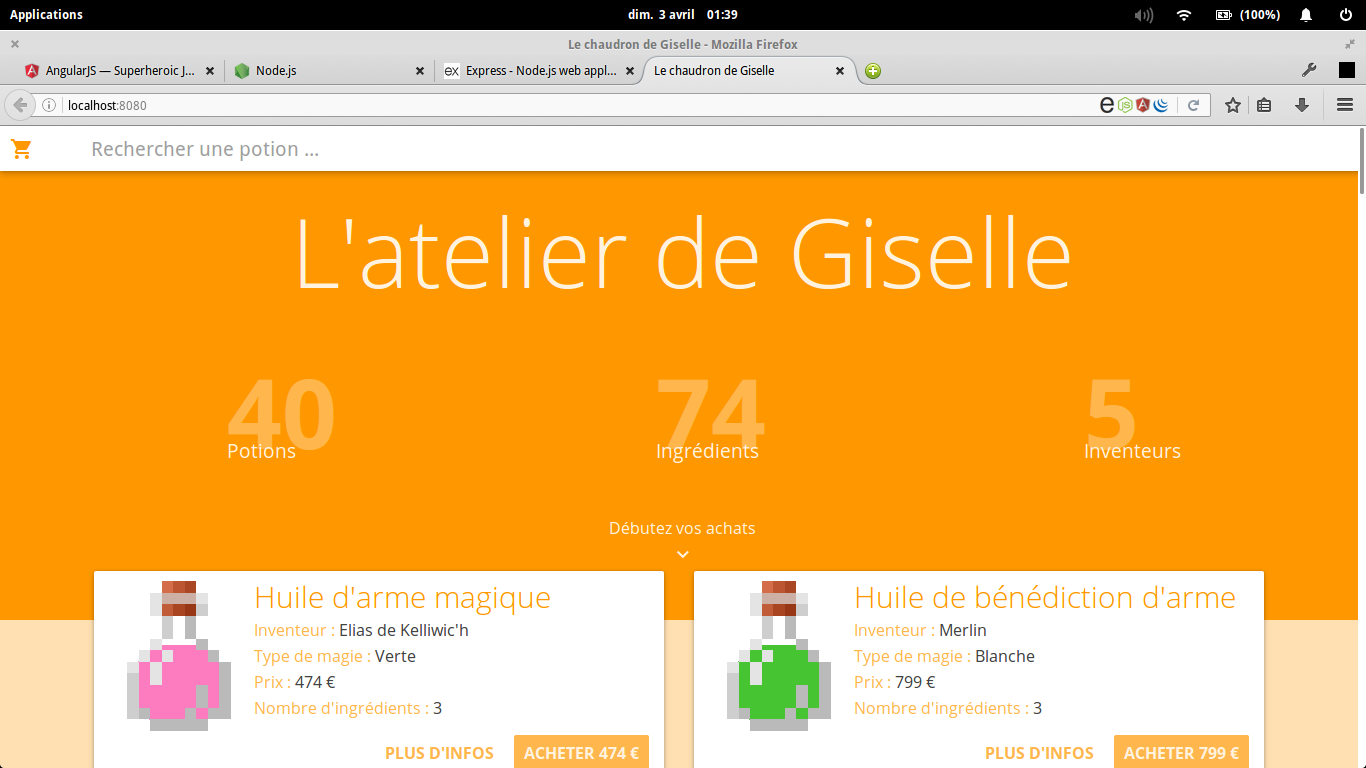 Applications
dim. 3 avril 01:39
(100%)
Le chaudron de Giselle - Mozilla Firefox
AngularJS — Superheroic J...
Node.js
ex
Express - Node.js web appl...
Le chaudron de Giselle
localhost:8080
Rechercher une potion ...
L'atelier de Giselle
40
74
5
Potions
Ingrédients
Inventeurs
Débutez vos achats
Huile d'arme magique
Inventeur : Elias de Kelliwic'h
Type de magie : Verte
Prix : 474 €
Nombre d'ingrédients : 3
PLUS D'INFOS
ACHETER 474 €
Huile de bénédiction d'arme
Inventeur : Merlin
Type de magie : Blanche
Prix : 799 €
Nombre d'ingrédients : 3
PLUS D'INFOS
ACHETER 799 €